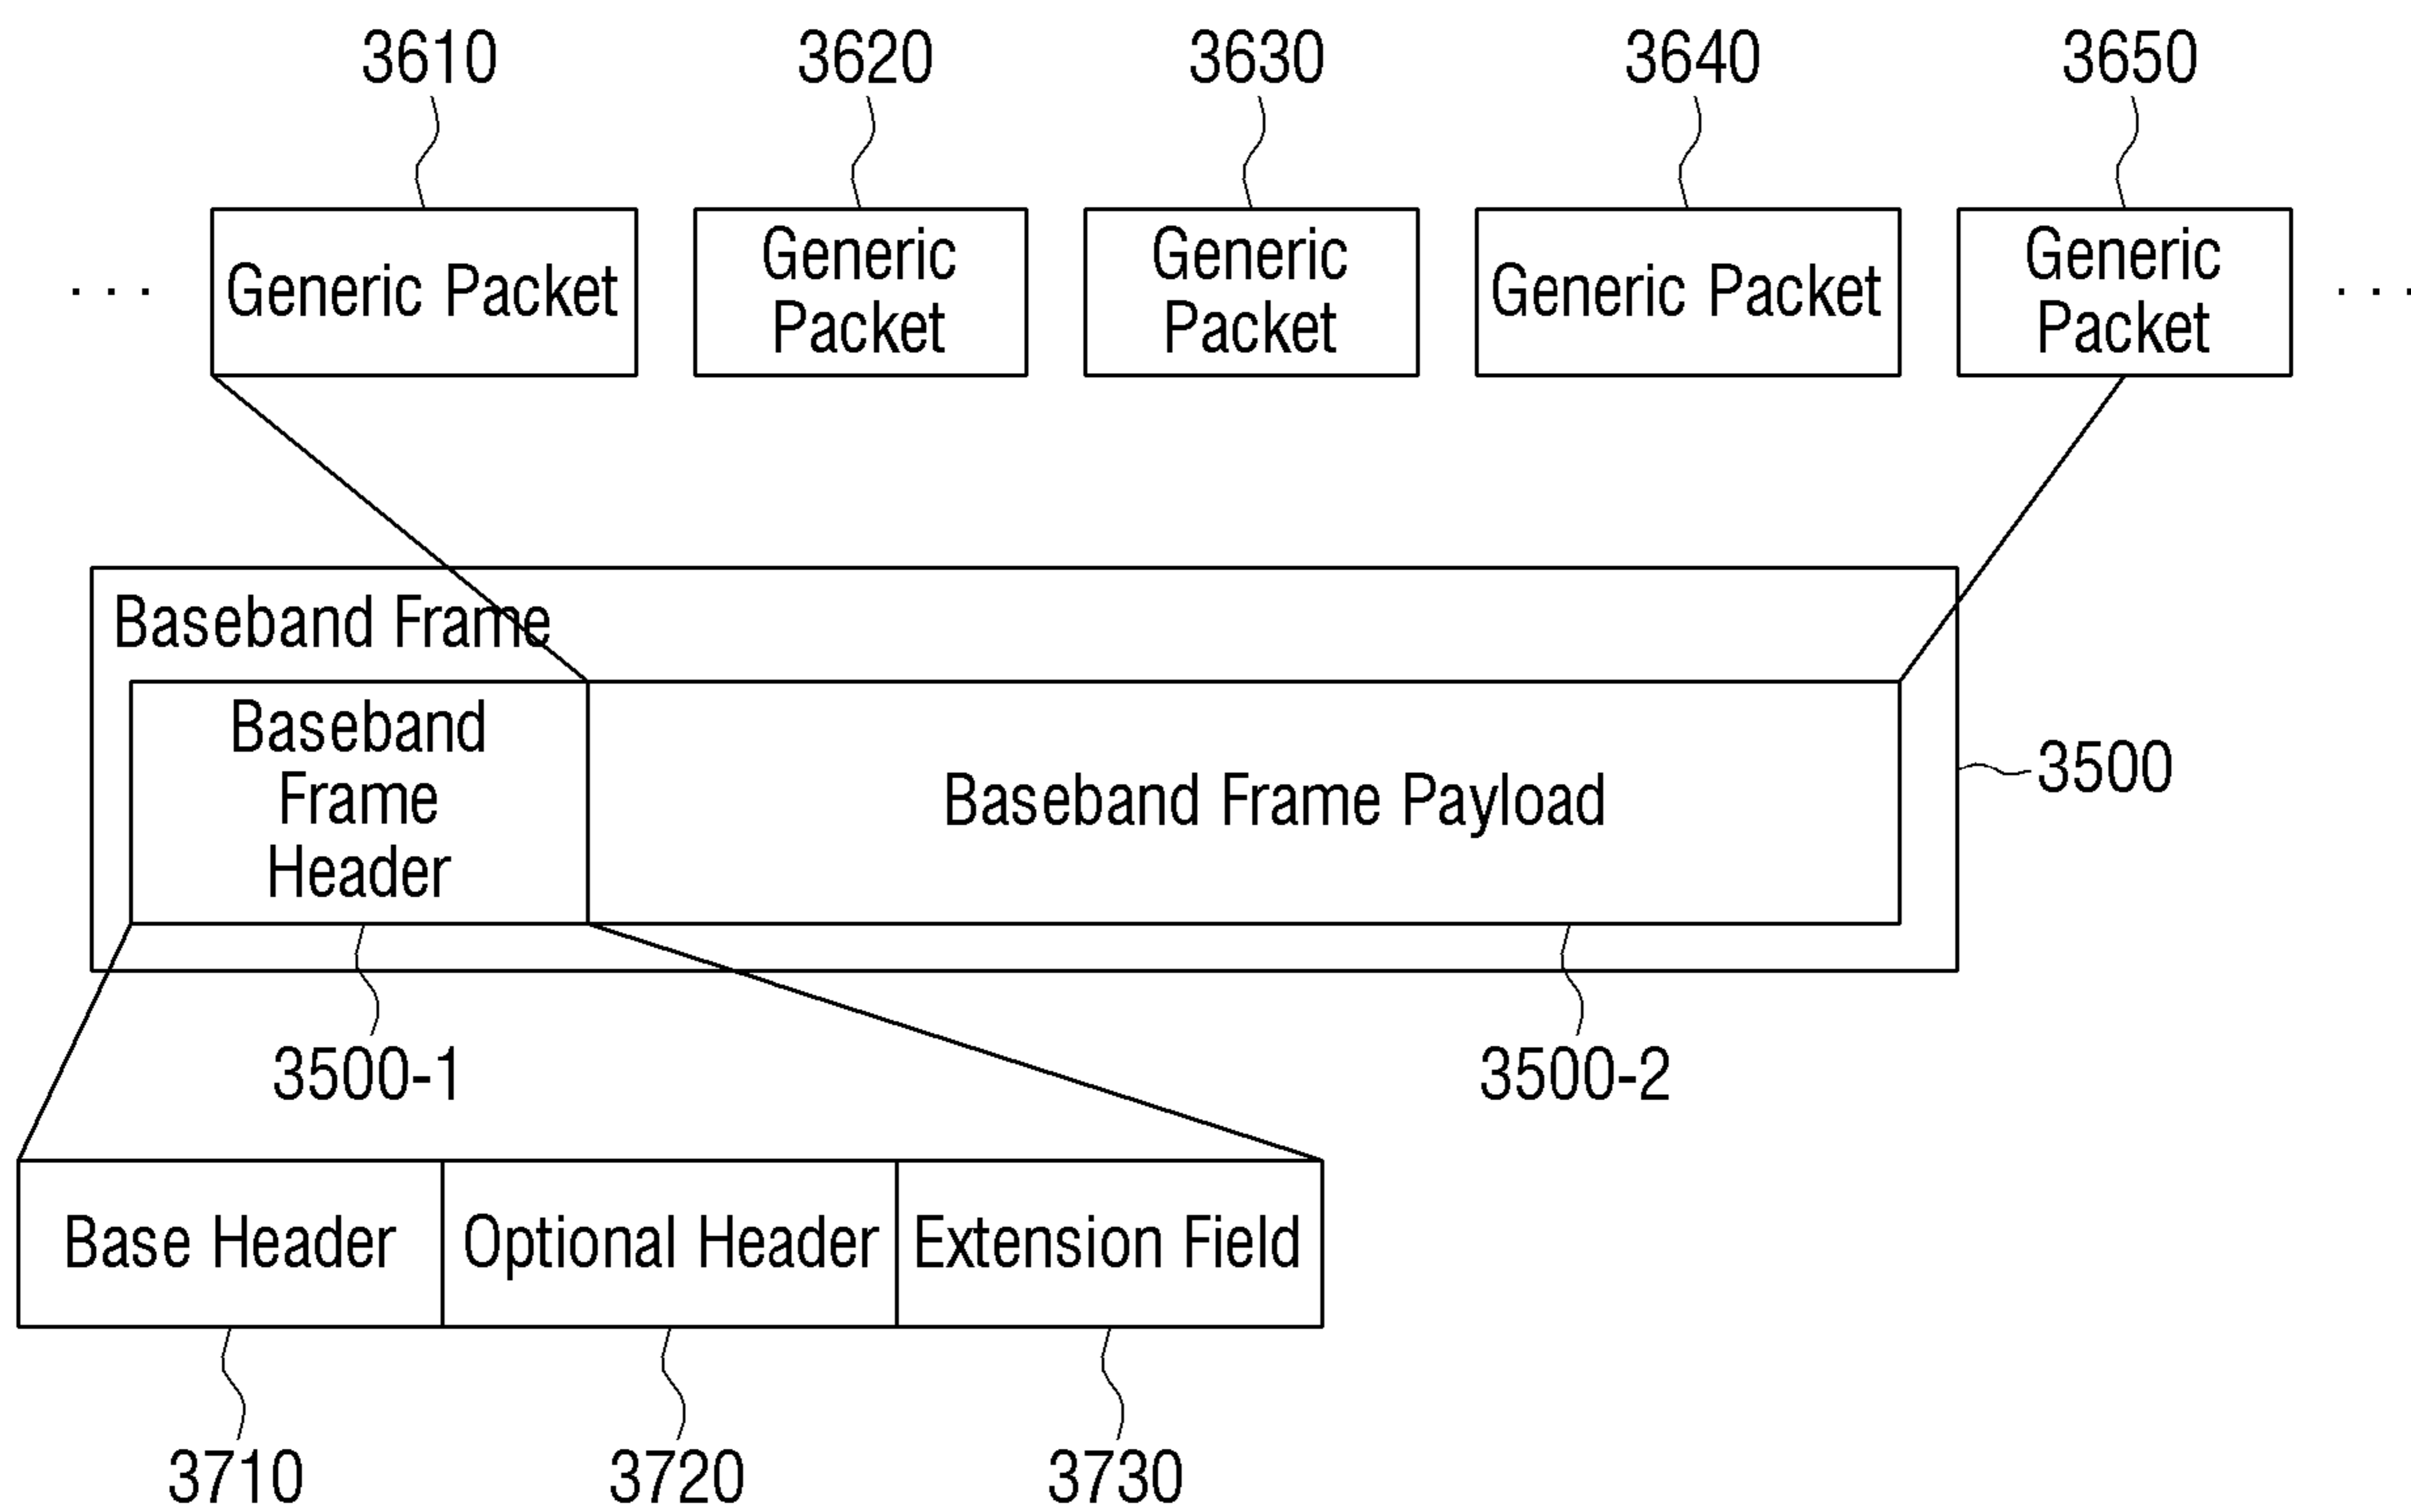 3610 3620 3630 3640 3650
. . . Generic Packet Generic Packet Generic Packet Generic Packet Generic Packet . . .
Baseband Frame
Baseband
Frame
Header
Baseband Frame Payload
3500
3500-1 3500-2
Base Header Optional Header Extension Field
3710 3720 3730